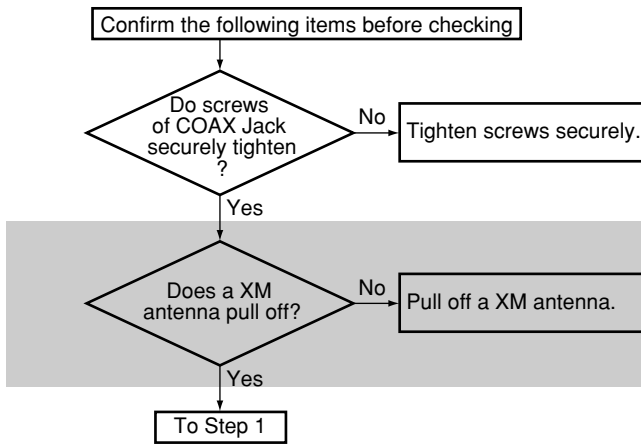 Confirm the following items before checking
Do screws
of COAX Jack
securely tighten
?
No
Tighten screws securely.
Yes
Does a XM
antenna pull off?
No
Pull off a XM antenna.
Yes
To Step 1